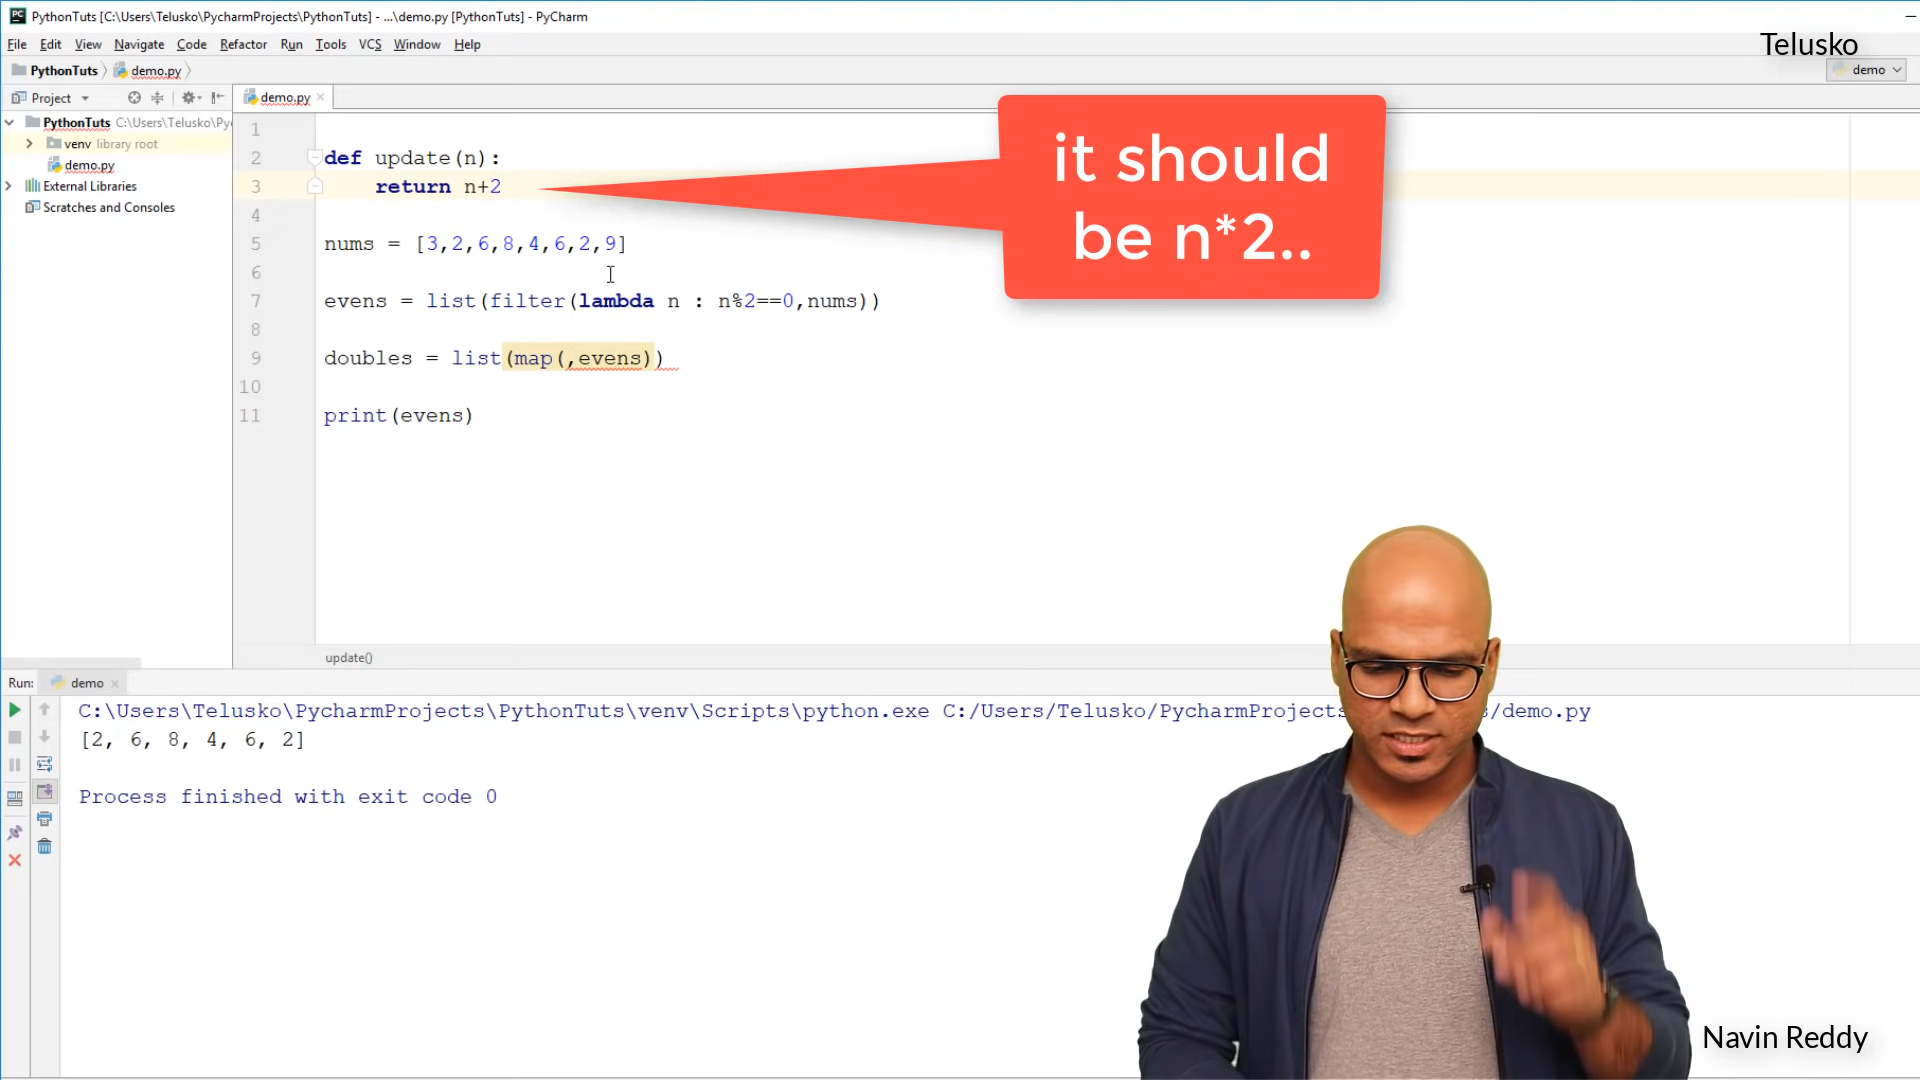 PythonTuts [C:\Users\Telusko\PycharmProjects\PythonTuts] - ...\demo.py [PythonTuts] - PyCharm
File Edit View Navigate Code Refactor Run Tools VCS Window Help
Telusko
PythonTuts demo.py
demo
Project
demo.py
PythonTuts C:\Users\Telusko\Py
venv library root
demo.py
External Libraries
Scratches and Consoles
1
2 def update(n):
3 return n+2
4
5 nums = [3,2,6,8,4,6,2,9]
6
7 evens = list(filter(lambda n : n%2==0,nums))
8
9 doubles = list(map(,evens))
10
11 print(evens)
it should
be n*2..
update()
Run: demo
C:\Users\Telusko\PycharmProjects\PythonTuts\venv\Scripts\python.exe C:/Users/Telusko/PycharmProjects/demo.py
[2, 6, 8, 4, 6, 2]
Process finished with exit code 0
Navin Reddy